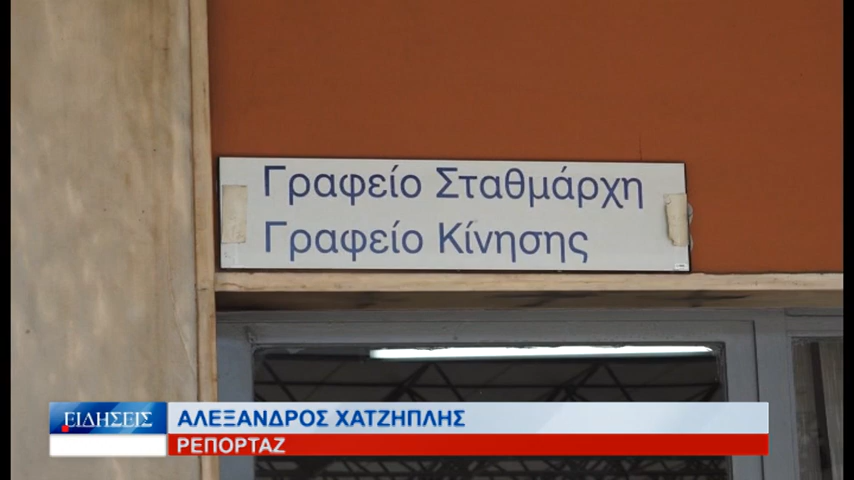 Γραφείο Σταθμάρχη
Γραφείο Κίνησης
ΕΙΔΗΣΕΙΣ
ΑΛΕΞΑΝΔΡΟΣ ΧΑΤΖΗΠΛΗΣ
ΡΕΠΟΡΤΑΖ